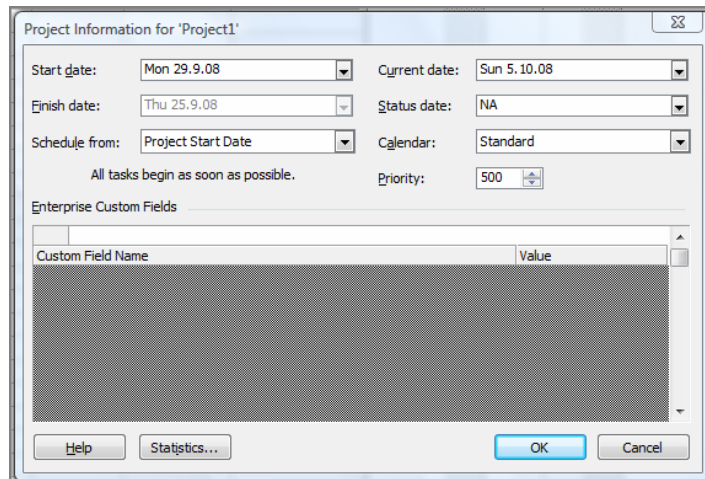 Project Information for 'Project1'
Start date: Mon 29.9.08 Current date: Sun 5.10.08
Finish date: Thu 25.9.08 Status date: NA
Schedule from: Project Start Date Calendar: Standard
All tasks begin as soon as possible. Priority: 500
Enterprise Custom Fields
Custom Field Name Value
Help Statistics... OK Cancel